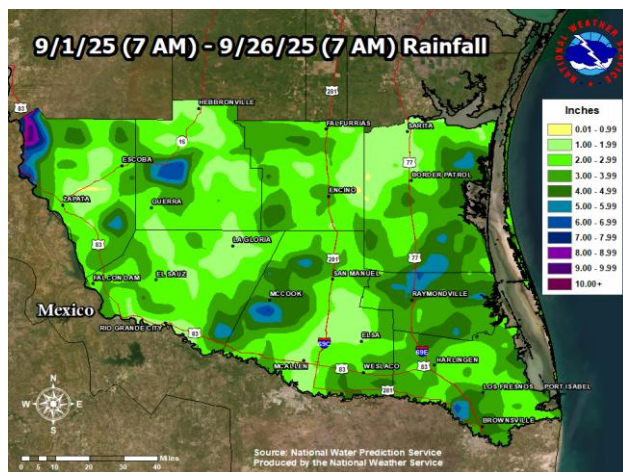 9/1/25 (7 AM) - 9/26/25 (7 AM) Rainfall
NATIONAL WEATHER SERVICE
83
281
HEBBRONVILLE
16
FALFURRIAS
SARITA
77
ESCOBA
BORDER PATROL
ZAPATA
GUERRA
ENCINO
83
LA GLORIA
281
77
FALCON DAM
EL SAUZ
SAN MANUEL
MCCOOK
RAYMONDVILLE
Mexico
RIO GRANDE CITY
83
ELSA
69C
69E
MCALLEN
83
WESLACO
83
HARLINGEN
281
LOS FRESNOS
PORT ISABEL
BROWNSVILLE
Inches
0.01 - 0.99
1.00 - 1.99
2.00 - 2.99
3.00 - 3.99
4.00 - 4.99
5.00 - 5.99
6.00 - 6.99
7.00 - 7.99
8.00 - 8.99
9.00 - 9.99
10.00+
N
W E
S
Miles
0 5 10 20 30 40
Source: National Water Prediction Service
Produced by the National Weather Service